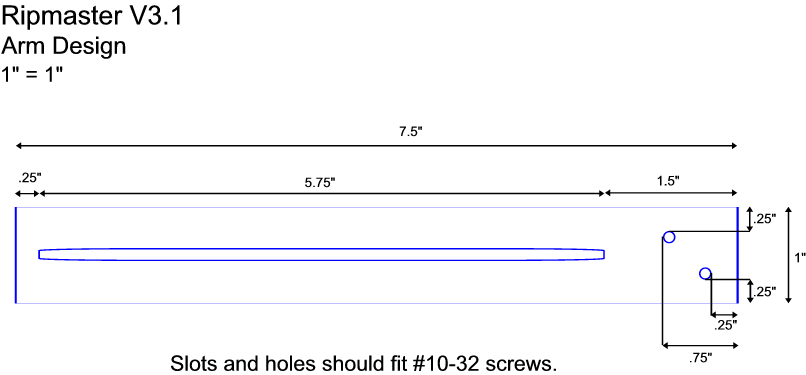 Ripmaster V3.1
Arm Design
1" = 1"
7.5"
.25"
5.75"
1.5"
.25"
1"
.25"
.25"
.75"
Slots and holes should fit #10-32 screws.